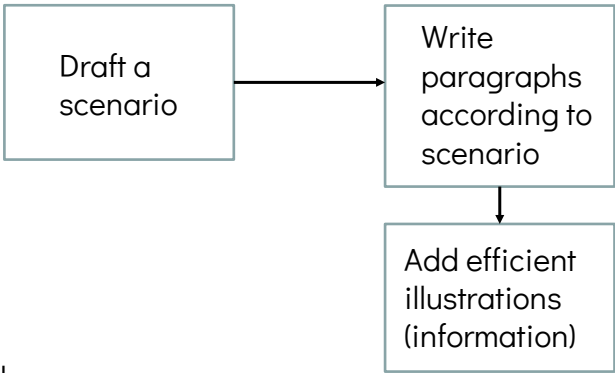 Draft a
scenario
Write
paragraphs
according to
scenario
Add efficient
illustrations
(information)